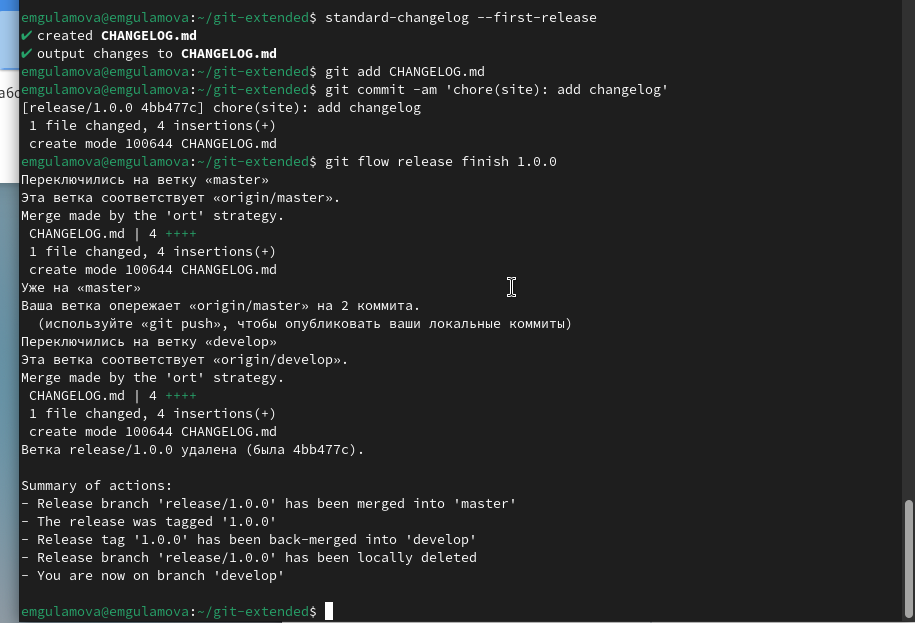 emgulamova@emgulamova:~/git-extended$ standard-changelog --first-release
✔ created CHANGELOG.md
✔ output changes to CHANGELOG.md
emgulamova@emgulamova:~/git-extended$ git add CHANGELOG.md
emgulamova@emgulamova:~/git-extended$ git commit -am 'chore(site): add changelog'
[release/1.0.0 4bb477c] chore(site): add changelog
 1 file changed, 4 insertions(+)
 create mode 100644 CHANGELOG.md
emgulamova@emgulamova:~/git-extended$ git flow release finish 1.0.0
Переключились на ветку «master»
Эта ветка соответствует «origin/master».
Merge made by the 'ort' strategy.
 CHANGELOG.md | 4 ++++
 1 file changed, 4 insertions(+)
 create mode 100644 CHANGELOG.md
Уже на «master»
Ваша ветка опережает «origin/master» на 2 коммита.
  (используйте «git push», чтобы опубликовать ваши локальные коммиты)
Переключились на ветку «develop»
Эта ветка соответствует «origin/develop».
Merge made by the 'ort' strategy.
 CHANGELOG.md | 4 ++++
 1 file changed, 4 insertions(+)
 create mode 100644 CHANGELOG.md
Ветка release/1.0.0 удалена (была 4bb477c).

Summary of actions:
- Release branch 'release/1.0.0' has been merged into 'master'
- The release was tagged '1.0.0'
- Release tag '1.0.0' has been back-merged into 'develop'
- Release branch 'release/1.0.0' has been locally deleted
- You are now on branch 'develop'

emgulamova@emgulamova:~/git-extended$